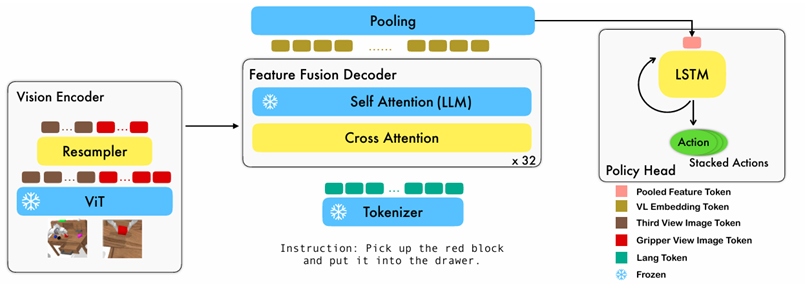 Pooling
Feature Fusion Decoder
Self Attention (LLM)
Cross Attention
x 32
Vision Encoder
Resampler
ViT
Tokenizer
Instruction: Pick up the red block
and put it into the drawer.
LSTM
Action
Stacked Actions
Policy Head
Pooled Feature Token
VL Embedding Token
Third View Image Token
Gripper View Image Token
Lang Token
Frozen